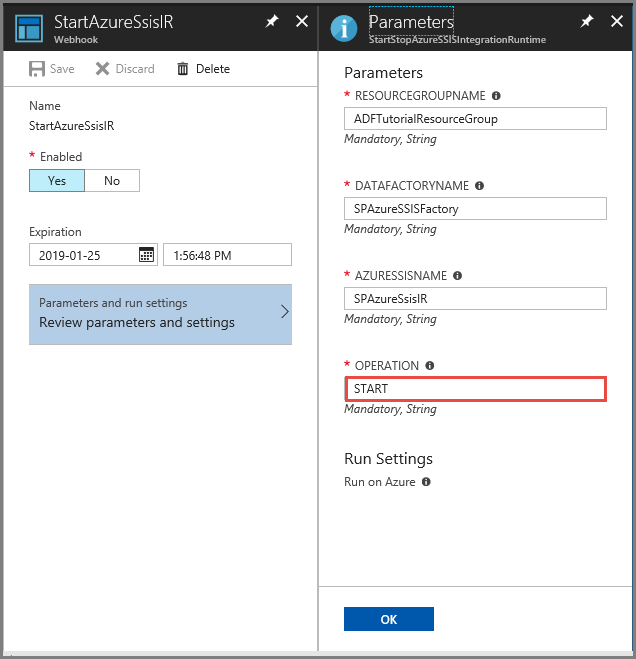 StartAzureSsisIR
Webhook
Save
Discard
Delete
Name
StartAzureSsisIR
* Enabled
Yes
No
Expiration
2019-01-25
1:56:48 PM
Parameters and run settings
Review parameters and settings
Parameters
StartStopAzureSSISIntegrationRuntime
Parameters
* RESOURCEGROUPNAME
ADFTutorialResourceGroup
Mandatory, String
* DATAFACTORYNAME
SPAzureSSISFactory
Mandatory, String
* AZURESSISNAME
SPAzureSsisIR
Mandatory, String
* OPERATION
START
Mandatory, String
Run Settings
Run on Azure
OK